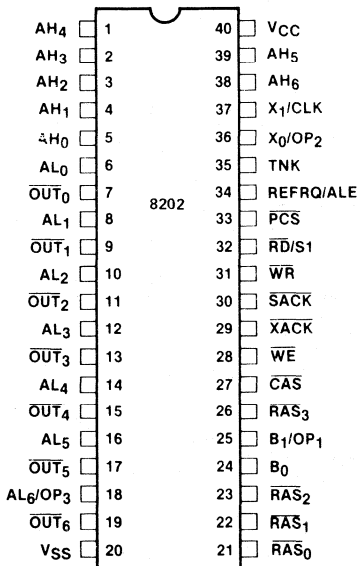 AH4 1 40 VCC
AH3 2 39 AH5
AH2 3 38 AH6
AH1 4 37 X1/CLK
AH0 5 36 X0/OP2
AL0 6 35 TNK
OUT0 7 34 REFRQ/ALE
8202
AL1 8 33 PCS
OUT1 9 32 RD/S1
AL2 10 31 WR
OUT2 11 30 SACK
AL3 12 29 XACK
OUT3 13 28 WE
AL4 14 27 CAS
OUT4 15 26 RAS3
AL5 16 25 B1/OP1
OUT5 17 24 B0
AL6/OP3 18 23 RAS2
OUT6 19 22 RAS1
VSS 20 21 RAS0